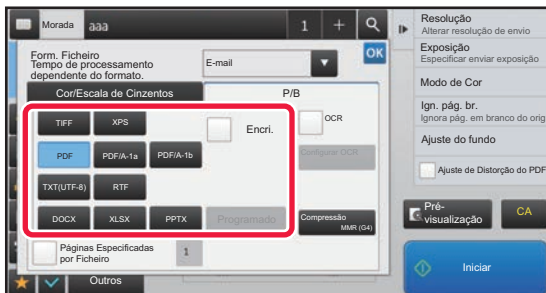 Morada
aaa
1
+
Resolução
Alterar resolução de envio
Exposição
Especificar enviar exposição
Modo de Cor
Ign. pág. br.
Ignora pág. em branco do orig
Ajuste do fundo
Ajuste de Distorção do PDF
Pré-
visualização
CA
Iniciar
Form. Ficheiro
Tempo de processamento
dependente do formato.
E-mail
OK
Cor/Escala de Cinzentos
P/B
TIFF
XPS
Encri.
OCR
PDF
PDF/A-1a
PDF/A-1b
Configurar OCR
TXT(UTF-8)
RTF
DOCX
XLSX
PPTX
Programado
Compressão
MMR (G4)
Páginas Especificadas
por Ficheiro
1
Outros